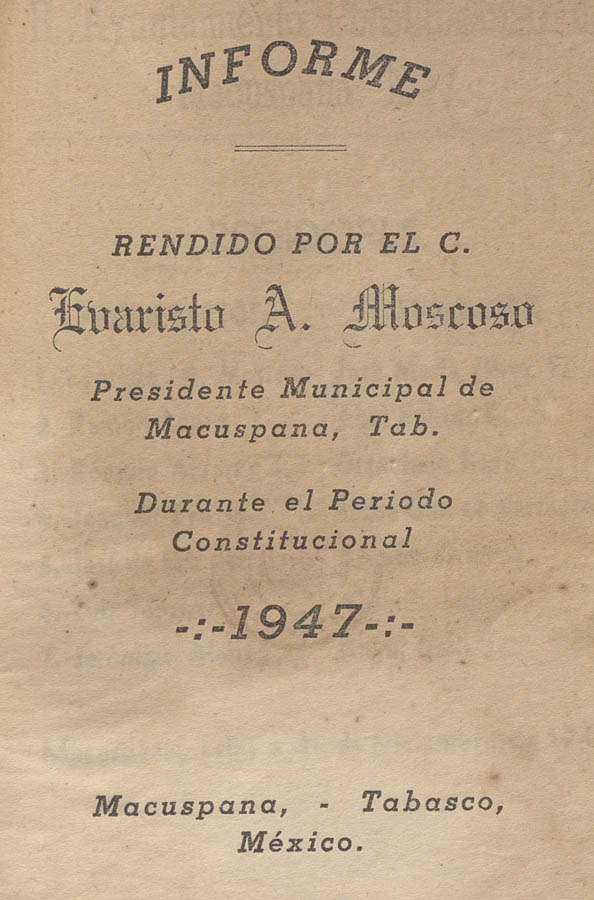 INFORME
RENDIDO POR EL C.
Evaristo A. Moscoso
Presidente Municipal de
Macuspana, Tab.
Durante el Periodo
Constitucional
-:-1947-:-
Macuspana, - Tabasco,
México.